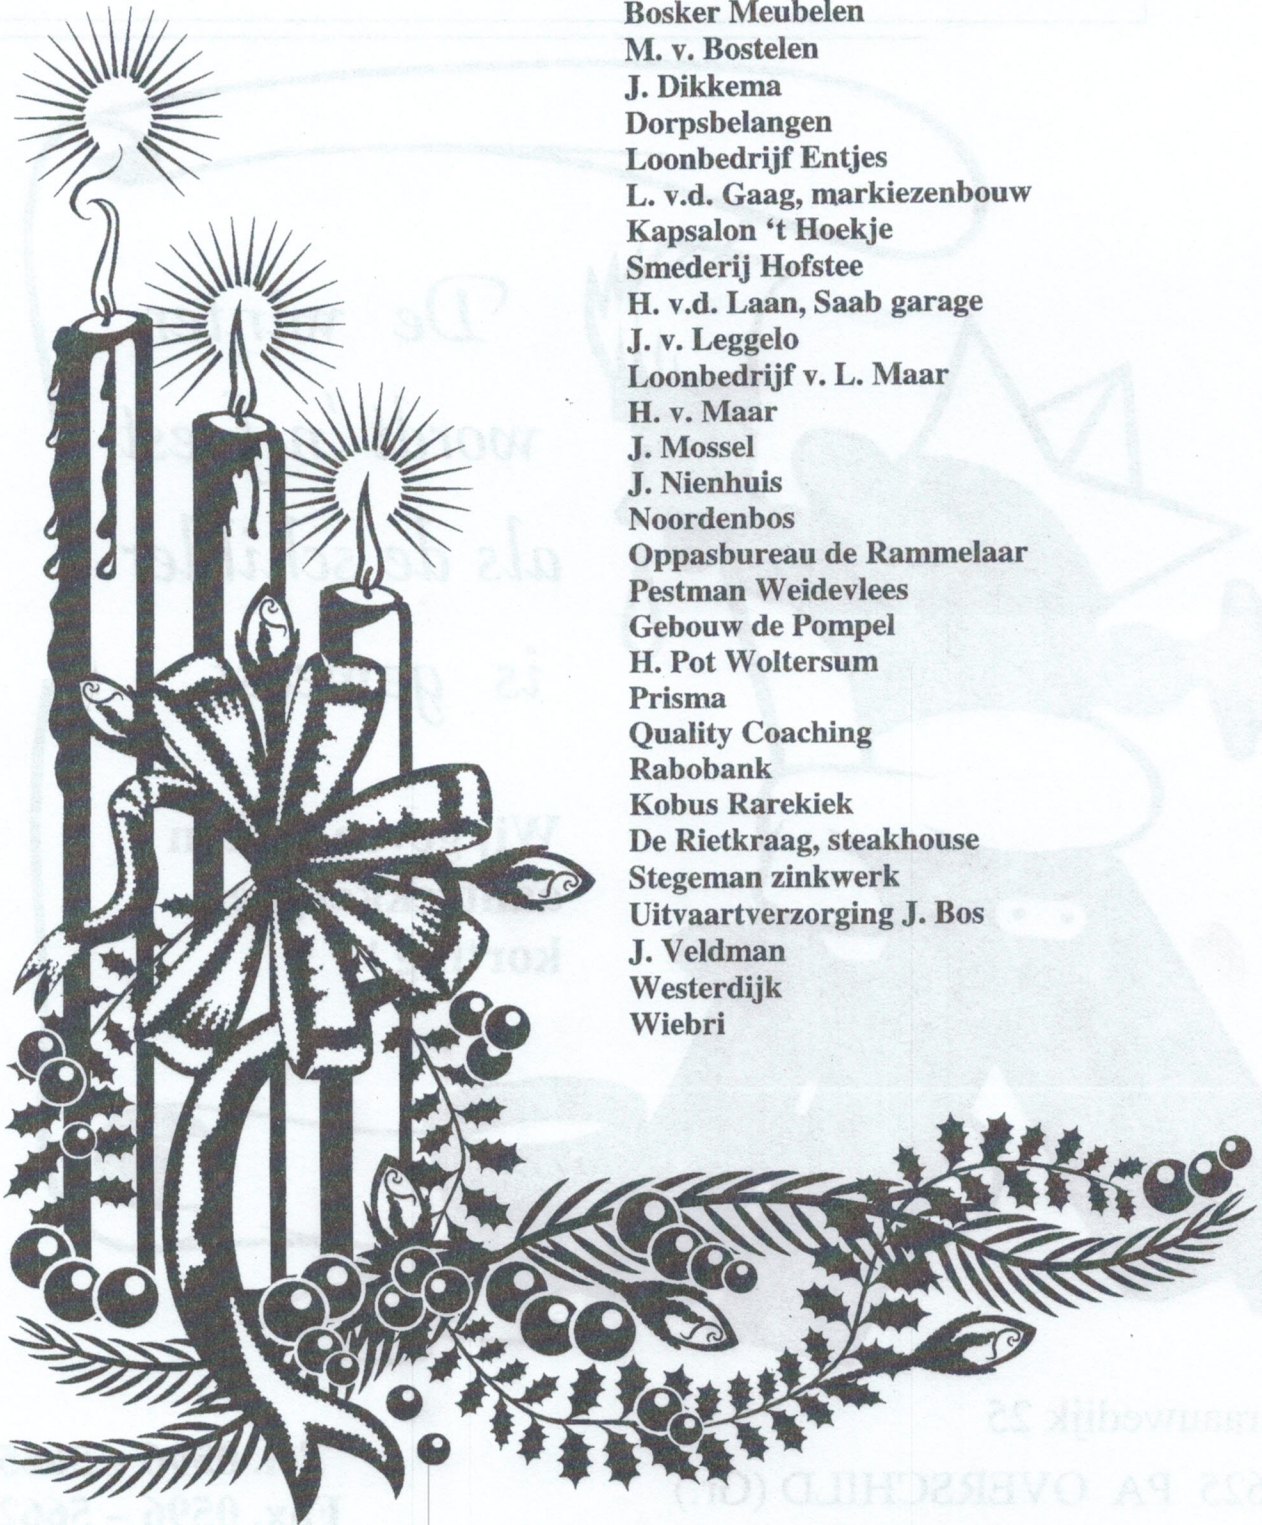 Bosker Meubelen
M. v. Bostelen
J. Dikkema
Dorpsbelangen
Loonbedrijf Entjes
L. v.d. Gaag, markiezenbouw
Kapsalon ‘t Hoekje
Smederij Hofstee
H. v.d. Laan, Saab garage
J. v. Leggelo
Loonbedrijf v. L. Maar
H. v. Maar
J. Mossel
J. Nienhuis
Noordenbos
Oppasbureau de Rammelaar
Pestman Weidevlees
Gebouw de Pompel
H. Pot Woltersum
Prisma
Quality Coaching
Rabobank
Kobus Rarekiek
De Rietkraag, steakhouse
Stegeman zinkwerk
Uitvaartverzorging J. Bos
J. Veldman
Westerdijk
Wiebri